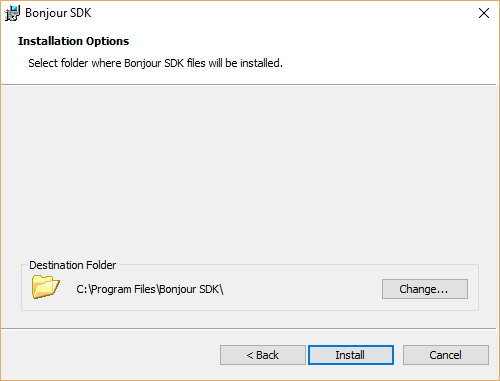 Bonjour SDK
Installation Options
Select folder where Bonjour SDK files will be installed.
Destination Folder
C:\Program Files\Bonjour SDK\
Change...
< Back
Install
Cancel